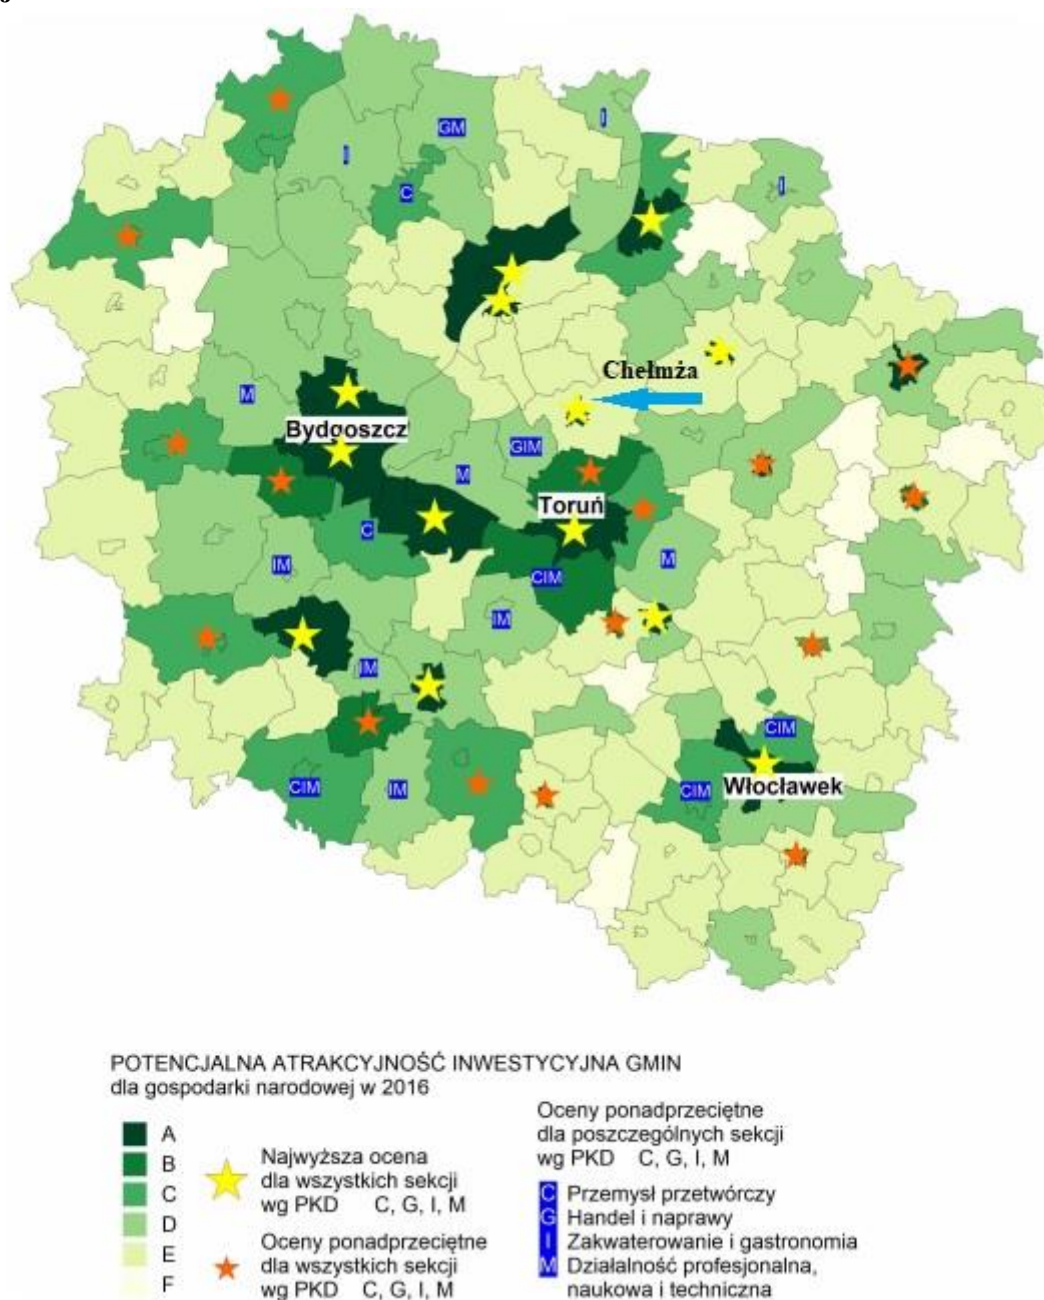 GM
I
I
C
I
Chełmża
M
Bydgoszcz
GIM
M
Toruń
C
IM
CIM
M
IM
IM
CIM
CIM
IM
CIM
Włocławek
POTENCJALNA ATRAKCYJNOŚĆ INWESTYCYJNA GMIN
dla gospodarki narodowej w 2016
A
B
C
D
E
F
Najwyższa ocena
dla wszystkich sekcji
wg PKD C, G, I, M
Oceny ponadprzeciętne
dla wszystkich sekcji
wg PKD C, G, I, M
Oceny ponadprzeciętne
dla poszczególnych sekcji
wg PKD C, G, I, M
C Przemysł przetwórczy
G Handel i naprawy
I Zakwaterowanie i gastronomia
M Działalność profesjonalna,
naukowa i techniczna